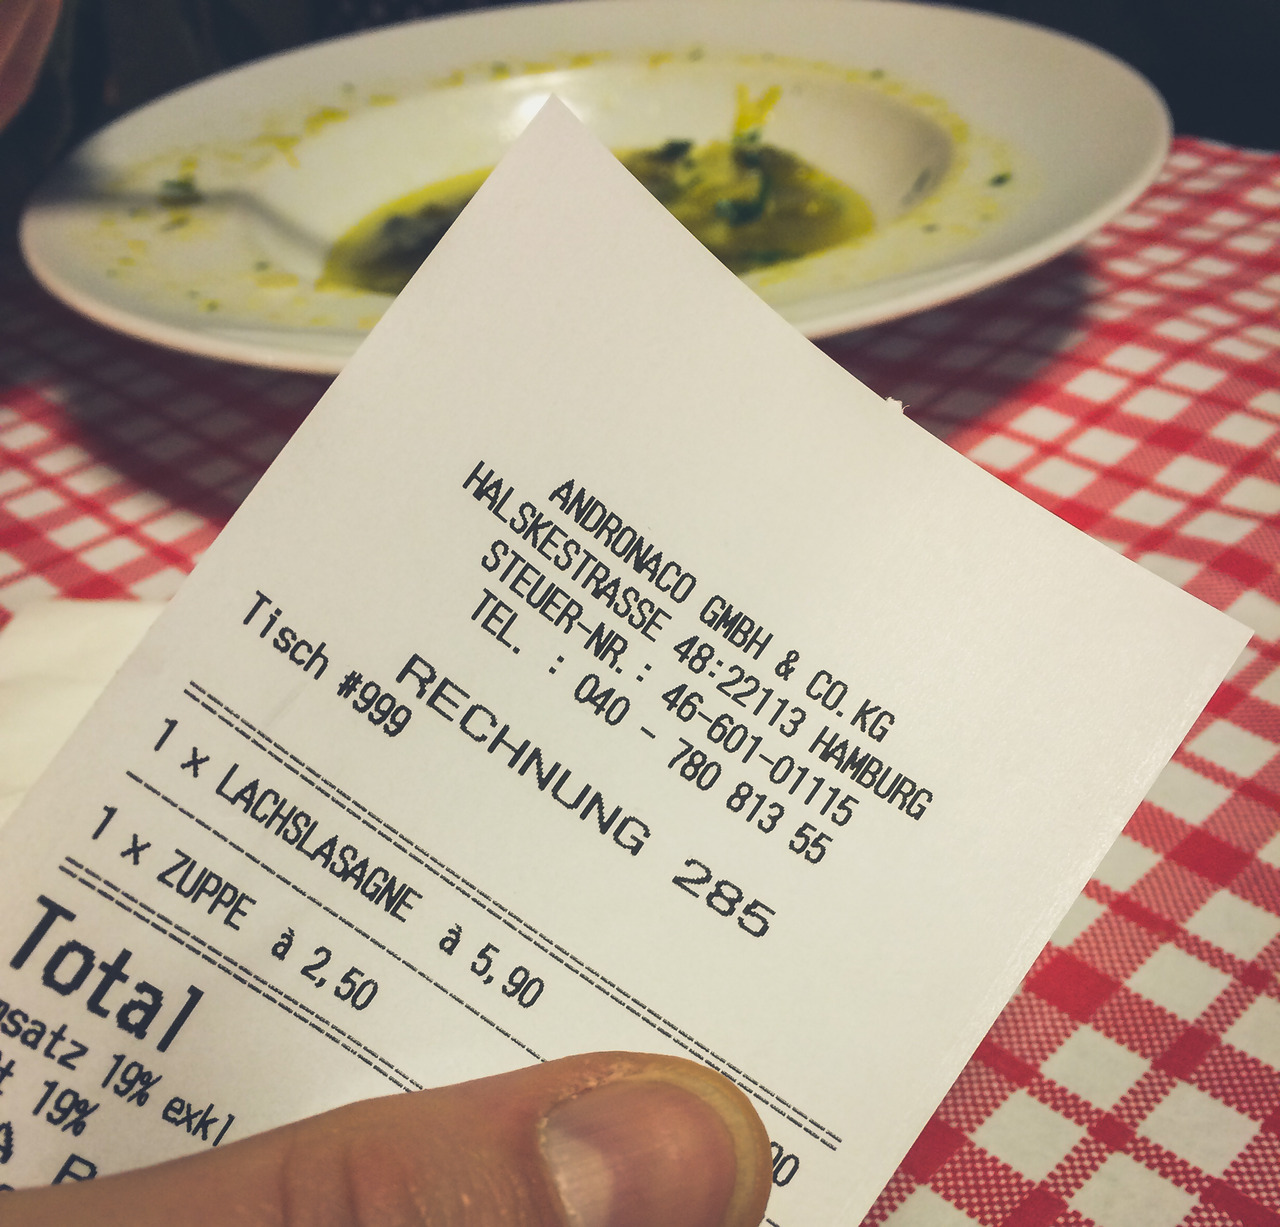 ANDRONACO GMBH & CO.KG
HALSKESTRASSE 48:22113 HAMBURG
STEUER-NR.: 46-601-01115
TEL. : 040 - 780 813 55
RECHNUNG 285
Tisch #999
1 x LACHSLASAGNE à 5,90
1 x ZUPPE à 2,50
Total
19% exkl
19%